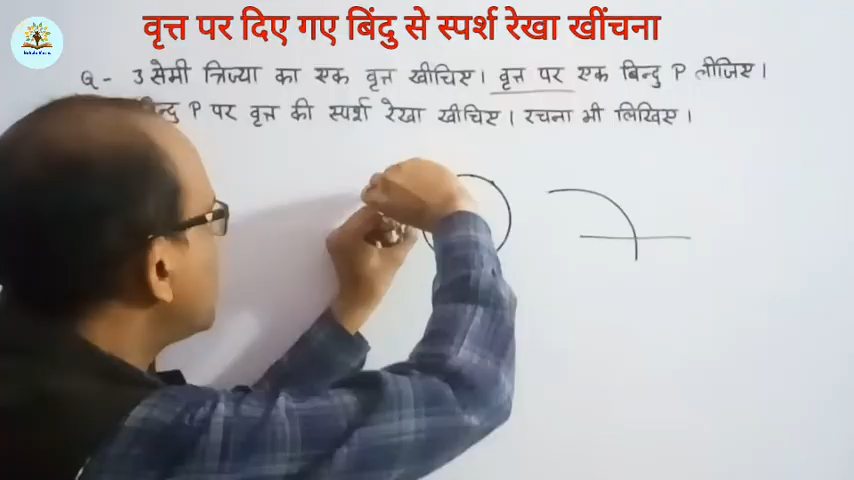 वृत्त पर दिए गए बिंदु से स्पर्श रेखा खींचना
Q - 3 सेमी त्रिज्या का एक वृत्त खीचिए। वृत्त पर एक बिन्दु P लीजिए।
P पर वृत्त की स्पर्श रेखा खीचिए। रचना भी लिखिए।